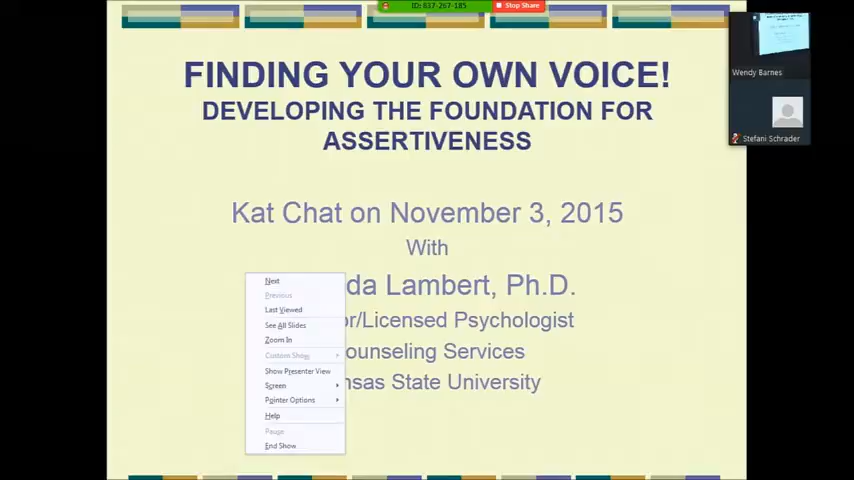 ID: 837-267-185
Stop Share
FINDING YOUR OWN VOICE!
DEVELOPING THE FOUNDATION FOR
ASSERTIVENESS
Wendy Barnes
Stefani Schrader
Kat Chat on November 3, 2015
With
da Lambert, Ph.D.
or/Licensed Psychologist
ounseling Services
nsas State University
Next
Previous
Last Viewed
See All Slides
Zoom In
Custom Show
Show Presenter View
Screen
Pointer Options
Help
Pause
End Show